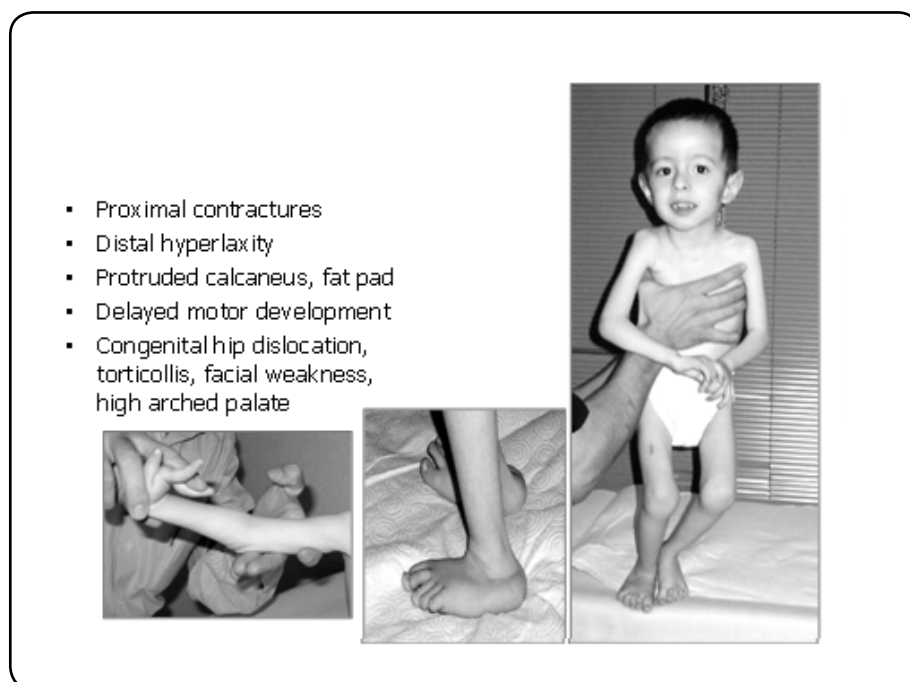 ▪ Proximal contractures
▪ Distal hyperlaxity
▪ Protruded calcaneus, fat pad
▪ Delayed motor development
▪ Congenital hip dislocation,
torticollis, facial weakness,
high arched palate